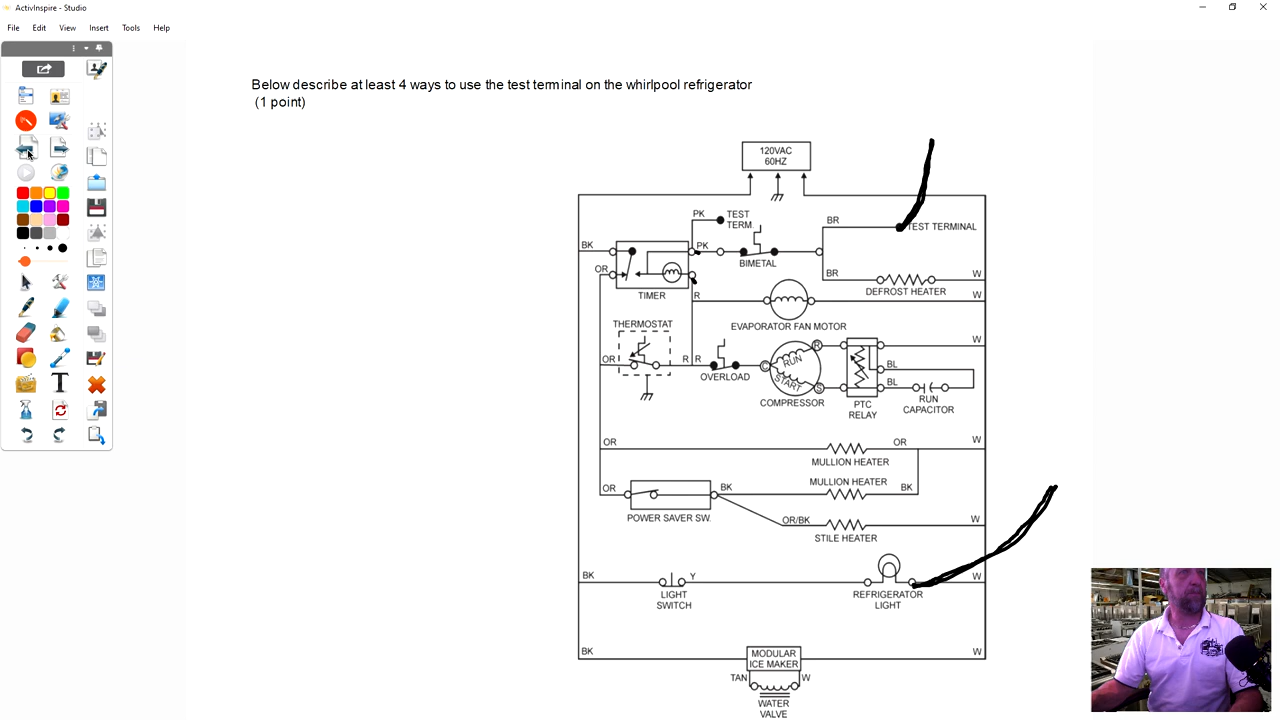 ActivInspire - Studio
File Edit View Insert Tools Help
Below describe at least 4 ways to use the test terminal on the whirlpool refrigerator
(1 point)
120VAC
60HZ
PK
TEST
TERM.
BR
TEST TERMINAL
BK
PK
BIMETAL
OR
BR
W
DEFROST HEATER
TIMER
R
W
EVAPORATOR FAN MOTOR
THERMOSTAT
R
W
RUN
OR
R
R
C
BL
OVERLOAD
START
S
BL
COMPRESSOR
PTC
RELAY
RUN
CAPACITOR
OR
OR
W
MULLION HEATER
MULLION HEATER
OR
BK
BK
POWER SAVER SW.
OR/BK
W
STILE HEATER
BK
Y
W
LIGHT
SWITCH
REFRIGERATOR
LIGHT
BK
MODULAR
ICE MAKER
W
TAN
W
WATER
VALVE